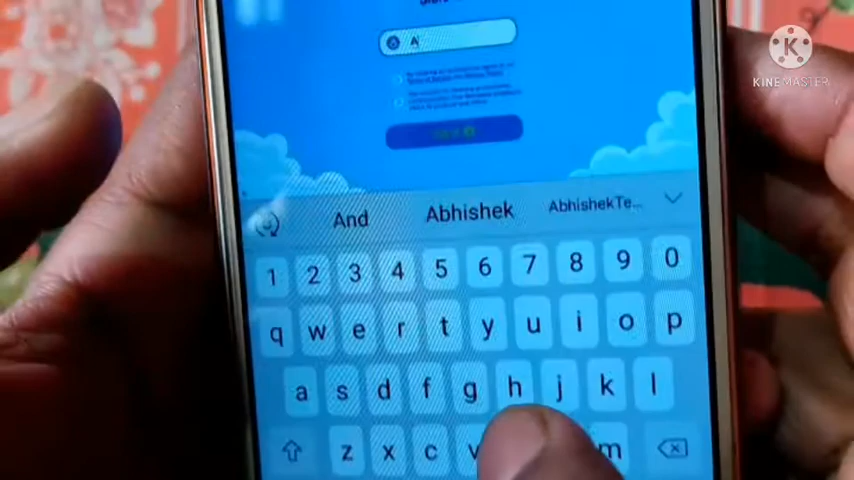 A
K
KINEMASTER
And Abhishek AbhishekTe...
1 2 3 4 5 6 7 8 9 0
q w e r t y u i o p
a s d f g h j k l
z x c v m